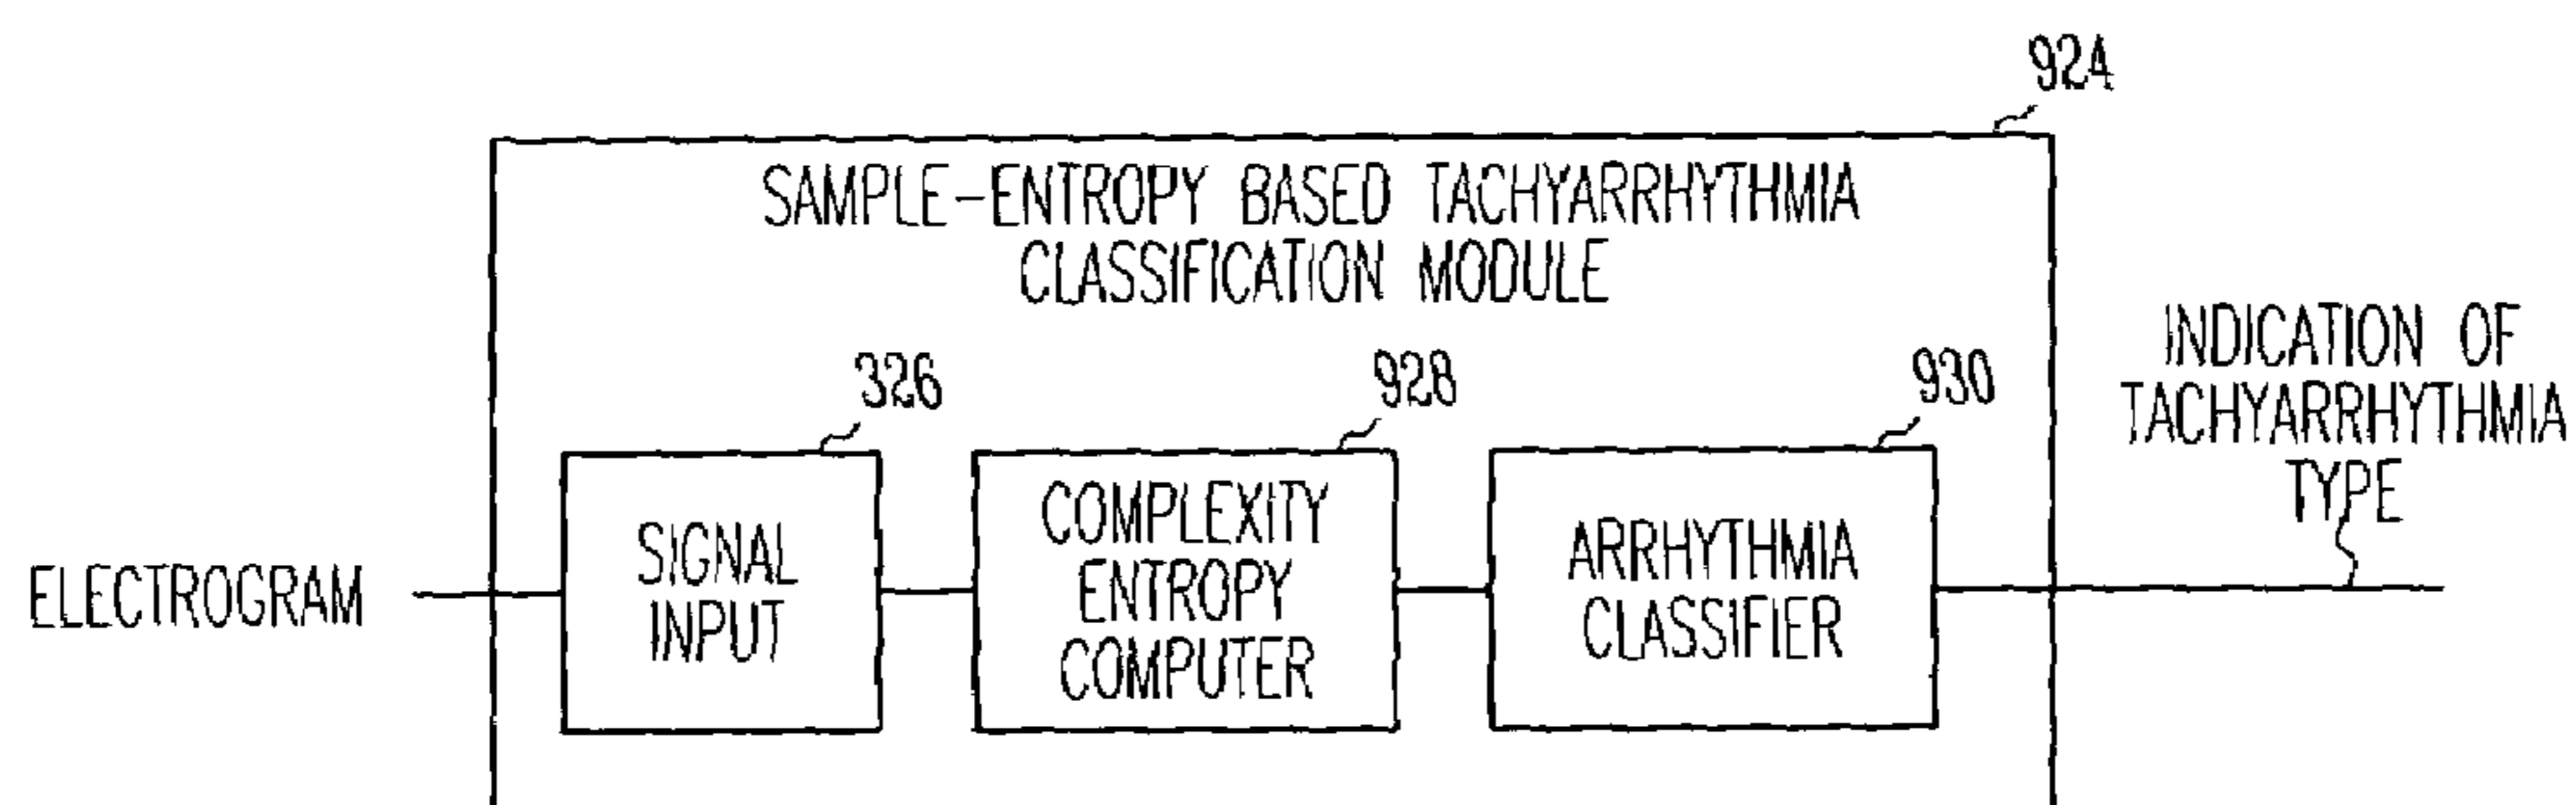 924
SAMPLE-ENTROPY BASED TACHYARRHYTHMIA
CLASSIFICATION MODULE
INDICATION OF
TACHYARRHYTHMIA
TYPE
326
928
930
ELECTROGRAM
SIGNAL
INPUT
COMPLEXITY
ENTROPY
COMPUTER
ARRHYTHMIA
CLASSIFIER